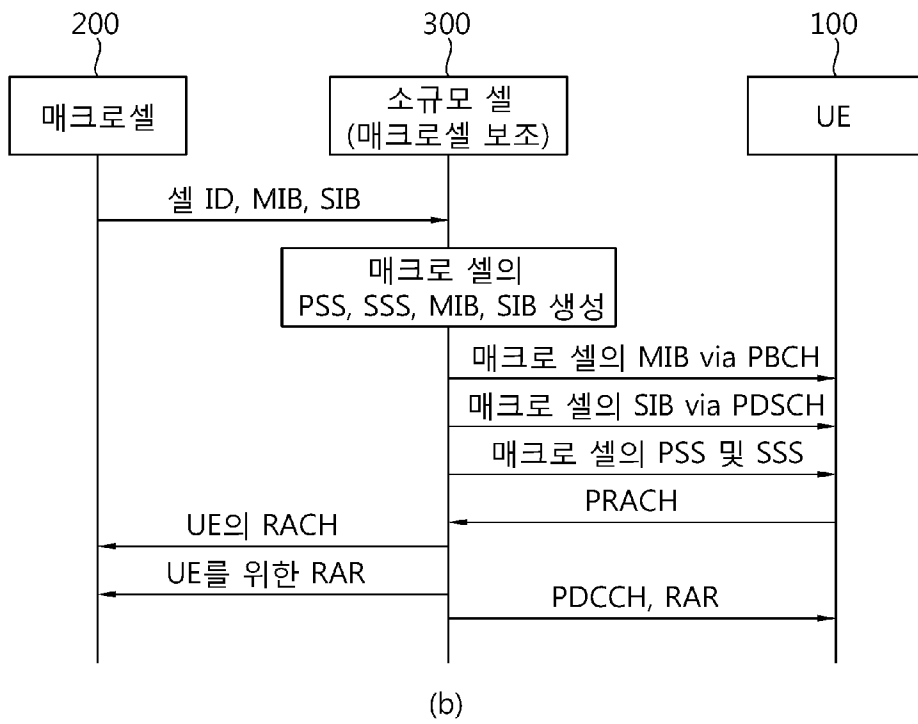 200 300 100
매크로셀
소규모 셀
(매크로셀 보조)
UE
셀 ID, MIB, SIB
매크로 셀의
PSS, SSS, MIB, SIB 생성
매크로 셀의 MIB via PBCH
매크로 셀의 SIB via PDSCH
매크로 셀의 PSS 및 SSS
PRACH
UE의 RACH
UE를 위한 RAR
PDCCH, RAR
(b)